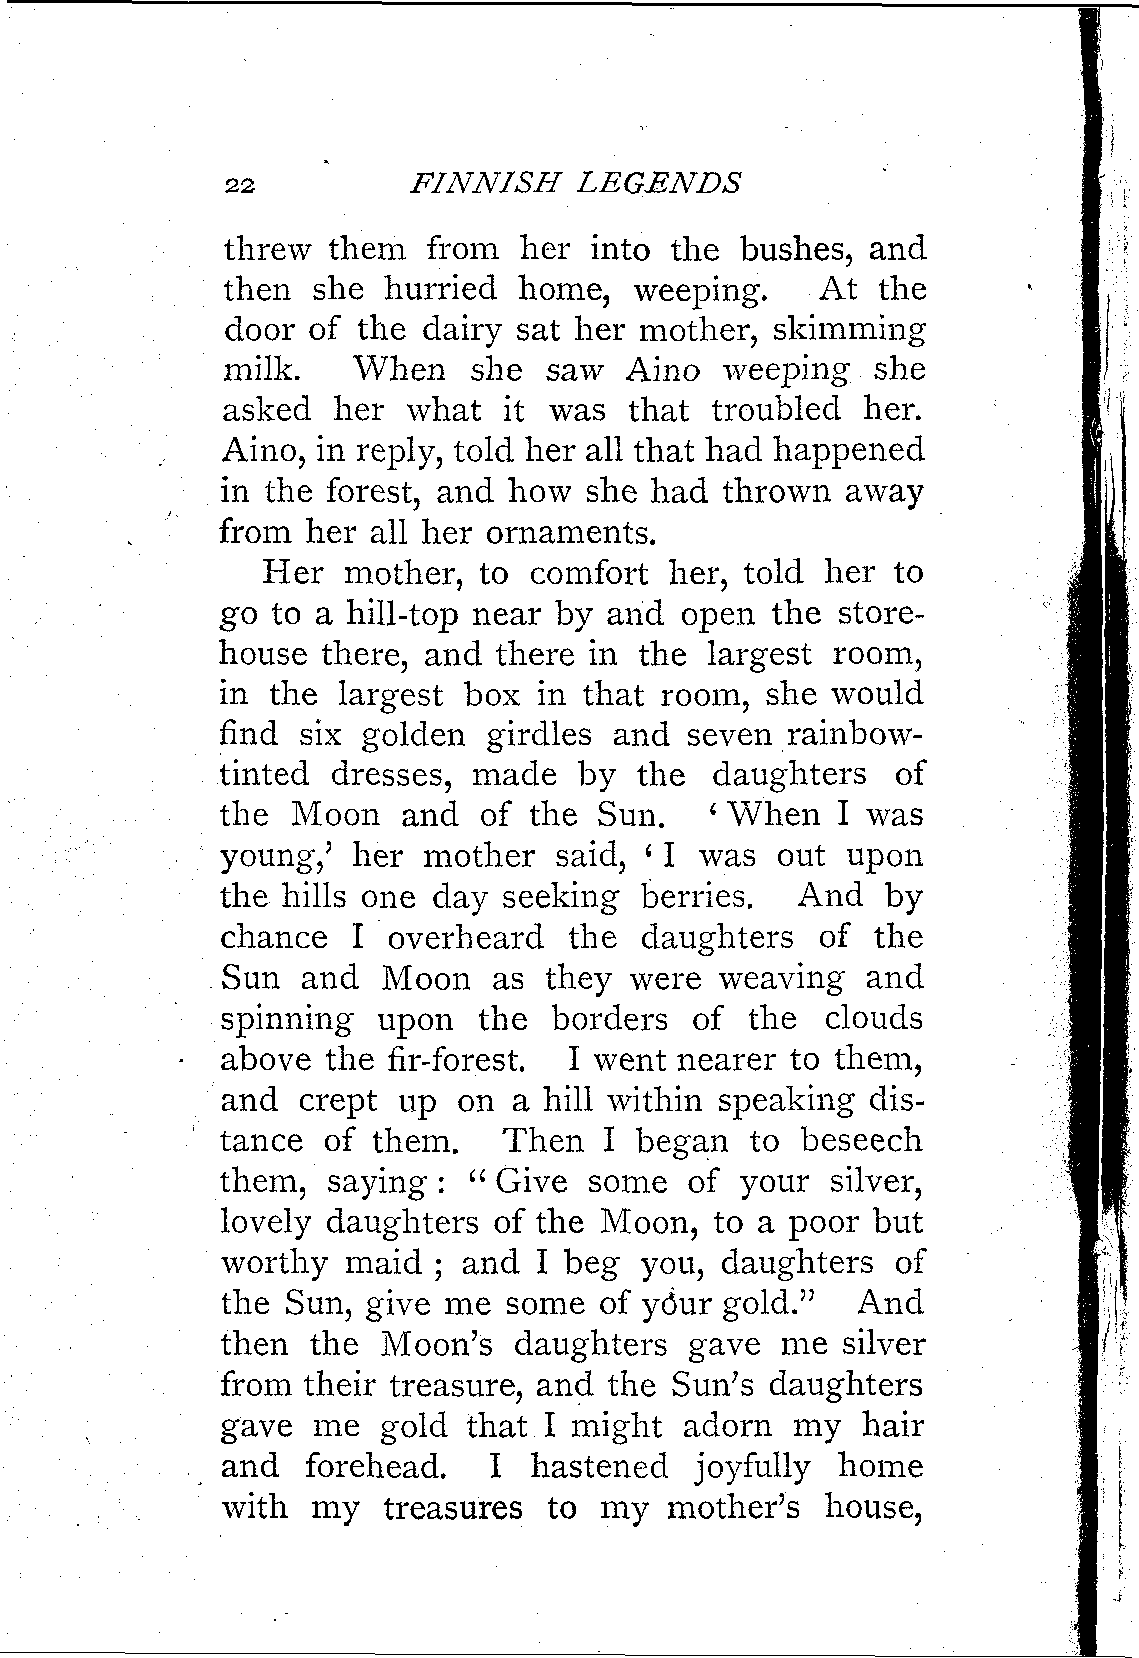 22 FINNISH LEGENDS
threw them from her into the bushes, and
then she hurried home, weeping. At the
door of the dairy sat her mother, skimming
milk. When she saw Aino weeping she
asked her what it was that troubled her.
Aino, in reply, told her all that had happened
in the forest, and how she had thrown away
from her all her ornaments.
Her mother, to comfort her, told her to
go to a hill-top near by and open the store-
house there, and there in the largest room,
in the largest box in that room, she would
find six golden girdles and seven rainbow-
tinted dresses, made by the daughters of
the Moon and of the Sun. ‘When I was
young,’ her mother said, ‘I was out upon
the hills one day seeking berries. And by
chance I overheard the daughters of the
Sun and Moon as they were weaving and
spinning upon the borders of the clouds
above the fir-forest. I went nearer to them,
and crept up on a hill within speaking dis-
tance of them. Then I began to beseech
them, saying: “Give some of your silver,
lovely daughters of the Moon, to a poor but
worthy maid; and I beg you, daughters of
the Sun, give me some of your gold.” And
then the Moon’s daughters gave me silver
from their treasure, and the Sun’s daughters
gave me gold that I might adorn my hair
and forehead. I hastened joyfully home
with my treasures to my mother’s house,